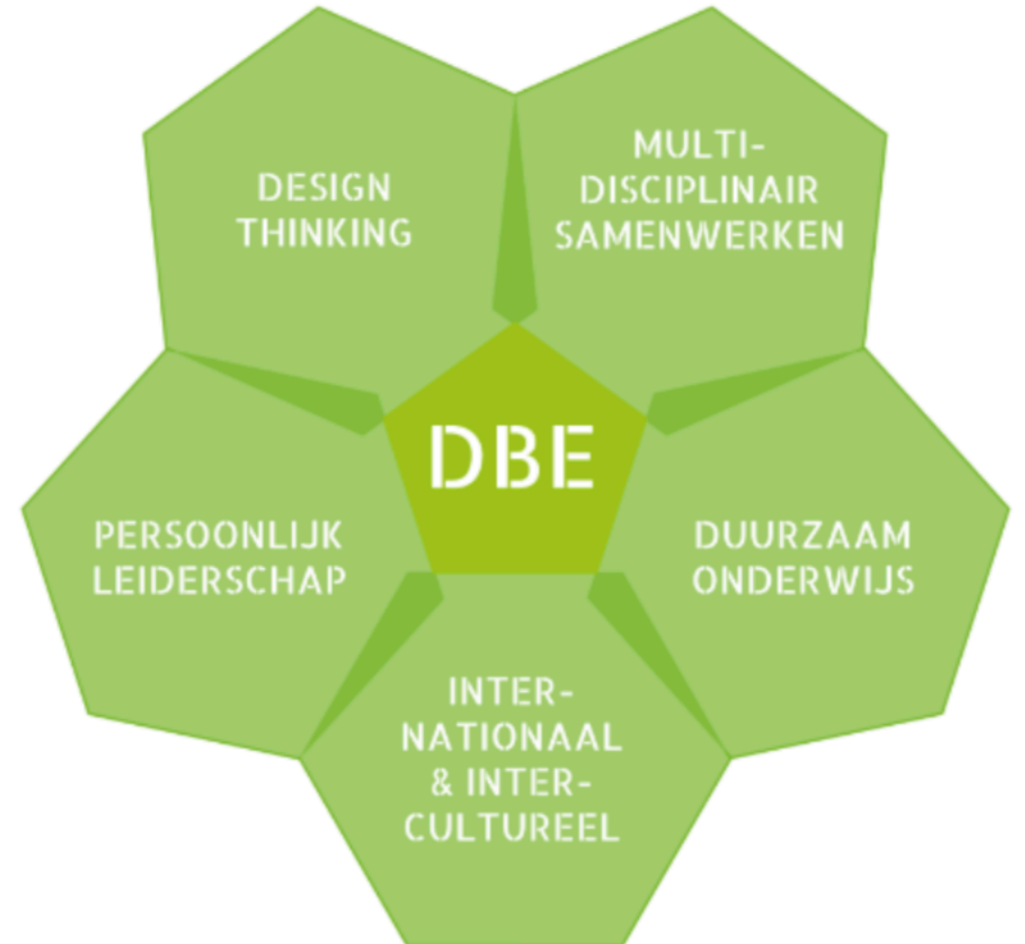 DESIGN
THINKING
MULTI-
DISCIPLINAIR
SAMENWERKEN
DBE
PERSOONLIJK
LEIDERSCHAP
DUURZAAM
ONDERWIJS
INTER-
NATIONAAL
& INTER-
CULTUREEL